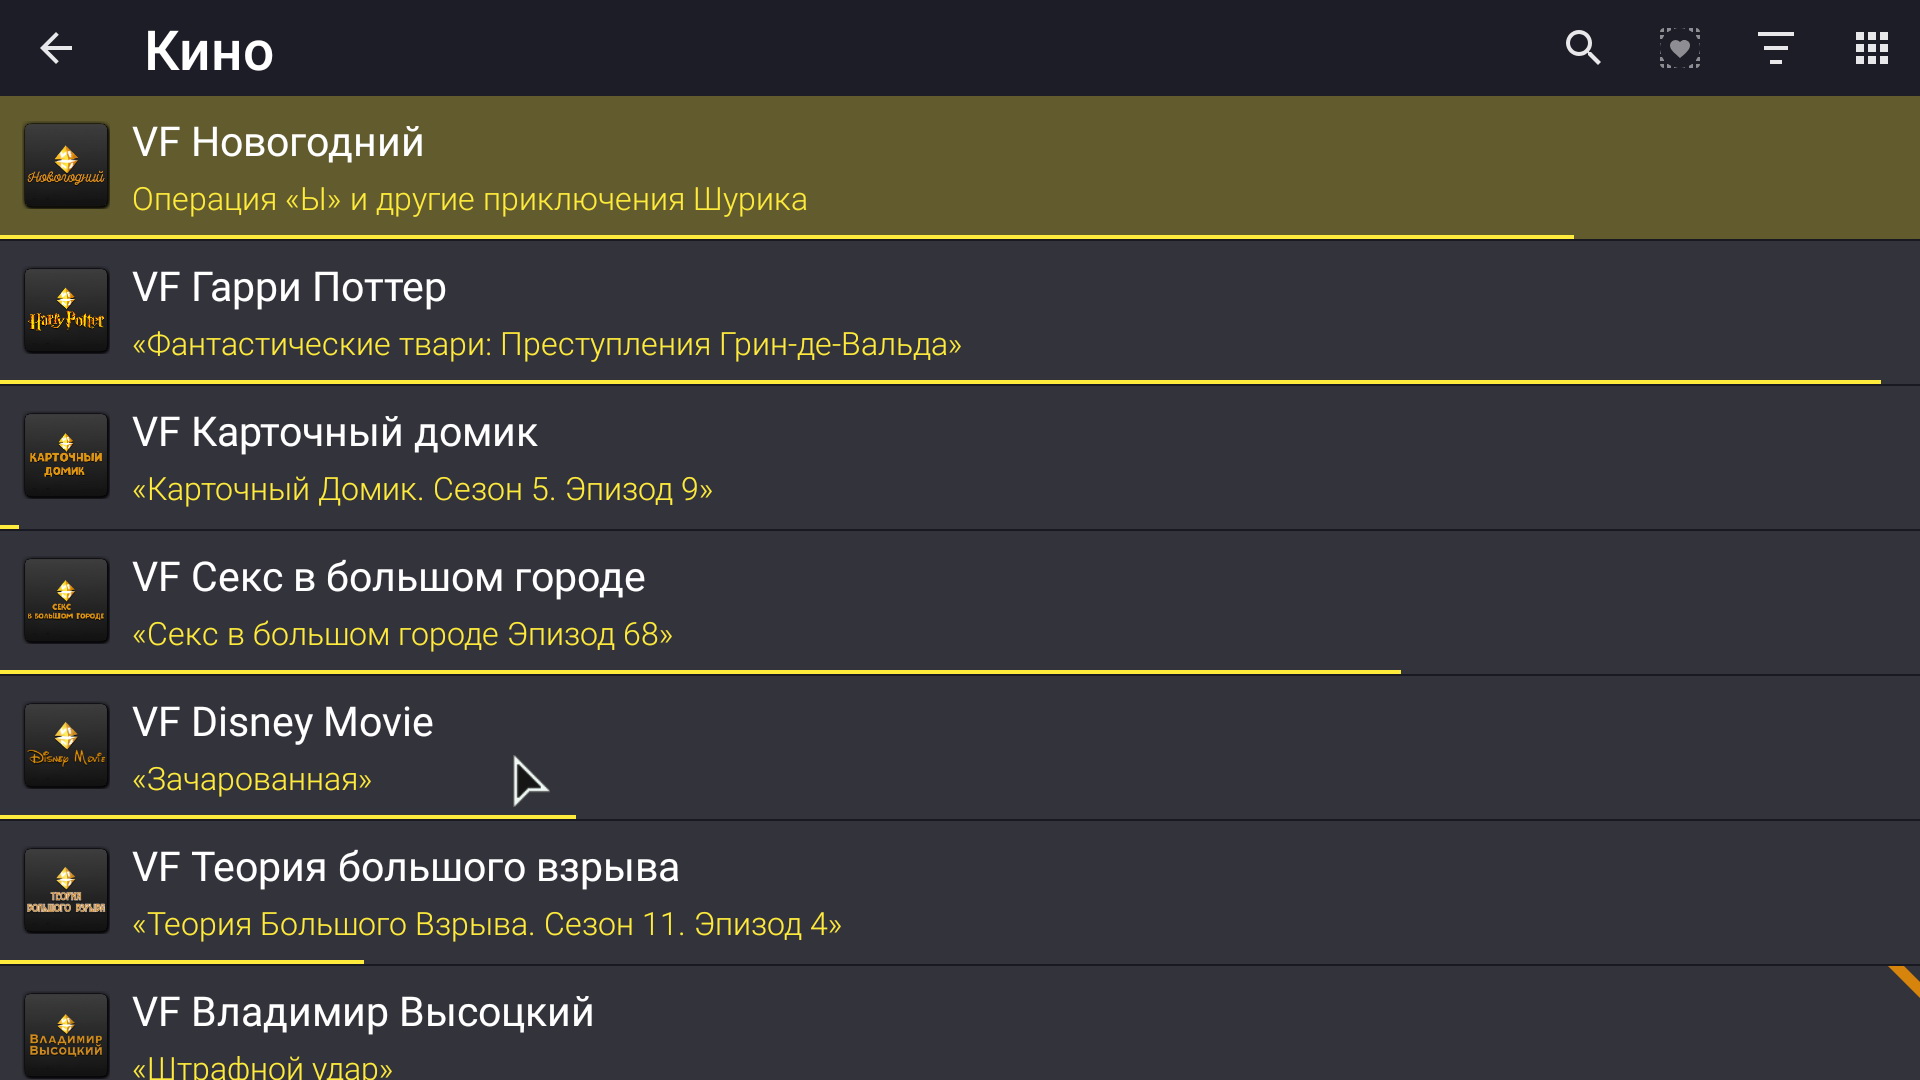 Кино
VF Новогодний
Новогодний
Операция «Ы» и другие приключения Шурика
VF Гарри Поттер
Harry Potter
«Фантастические твари: Преступления Грин-де-Вальда»
VF Карточный домик
КАРТОЧНЫЙ
ДОМИК
«Карточный Домик. Сезон 5. Эпизод 9»
VF Секс в большом городе
СЕКС
В БОЛЬШОМ ГОРОДЕ
«Секс в большом городе Эпизод 68»
VF Disney Movie
Disney Movie
«Зачарованная»
VF Теория большого взрыва
ТЕОРИЯ
БОЛЬШОГО ВЗРЫВА
«Теория Большого Взрыва. Сезон 11. Эпизод 4»
VF Владимир Высоцкий
ВЛАДИМИР
ВЫСОЦКИЙ
«Штрафной удар»